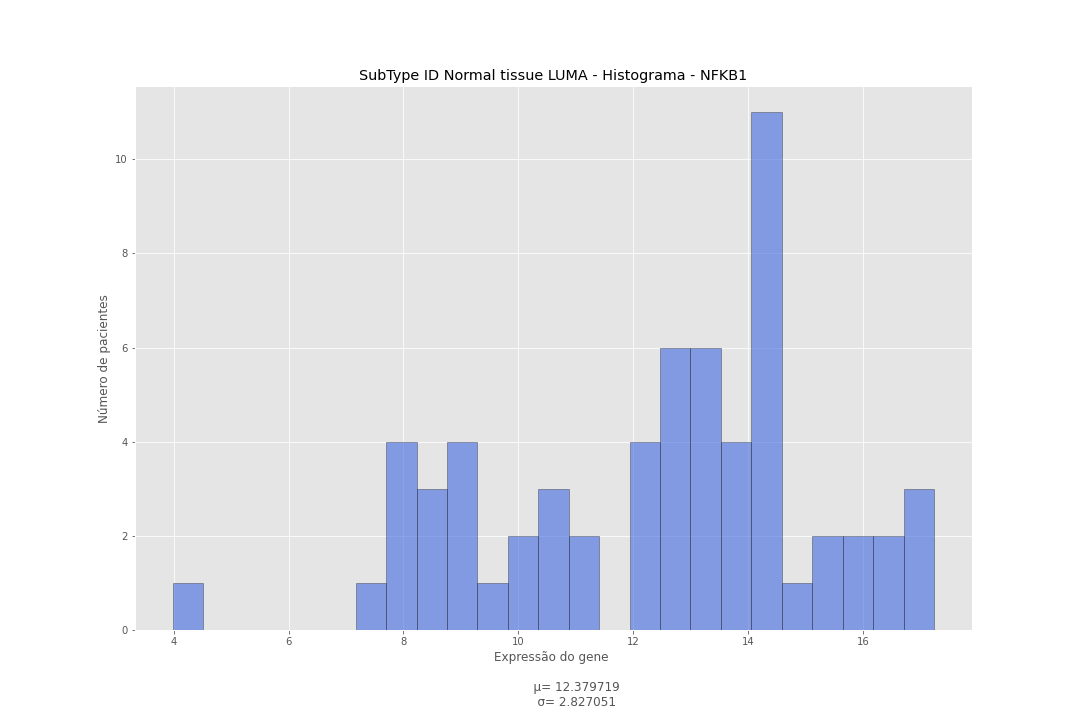 SubType ID Normal tissue LUMA - Histograma - NFKB1
10
8
6
4
2
0
Número de pacientes
4 6 8 10 12 14 16
Expressão do gene
μ= 12.379719
σ= 2.827051